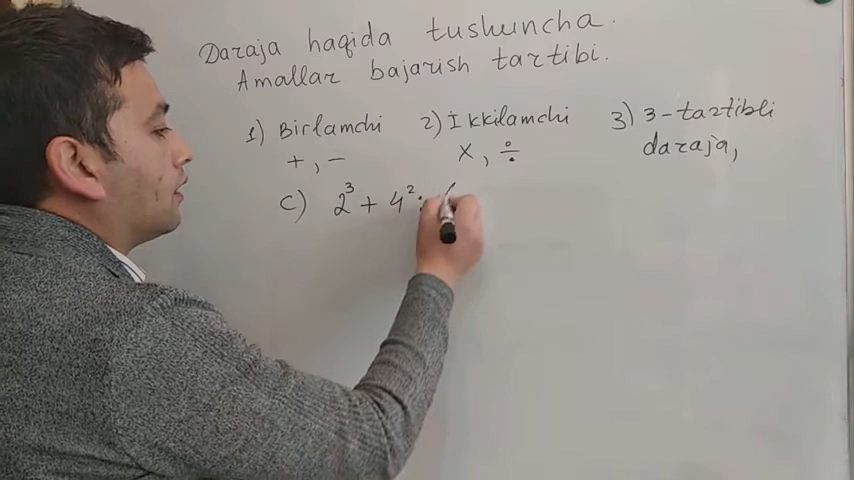 Daraja haqida tushuncha.
Amallar bajarish tartibi.
1) Birlamchi 2) Ikkilamchi 3) 3-tartibli
+, − ×, ÷ daraja,
c) 2³ + 4² : (